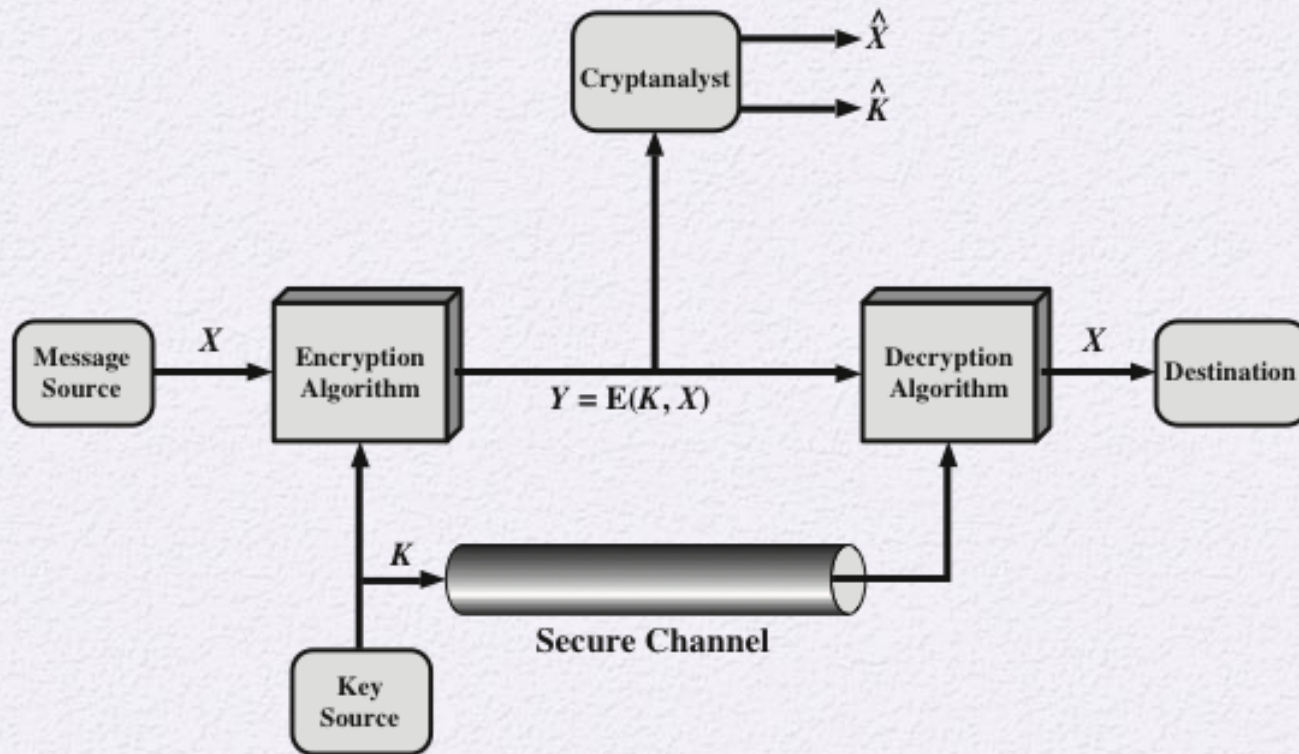 X̂
Cryptanalyst
K̂
Message
Source
X
Encryption
Algorithm
Y = E(K, X)
Decryption
Algorithm
X
Destination
K
Secure Channel
Key
Source